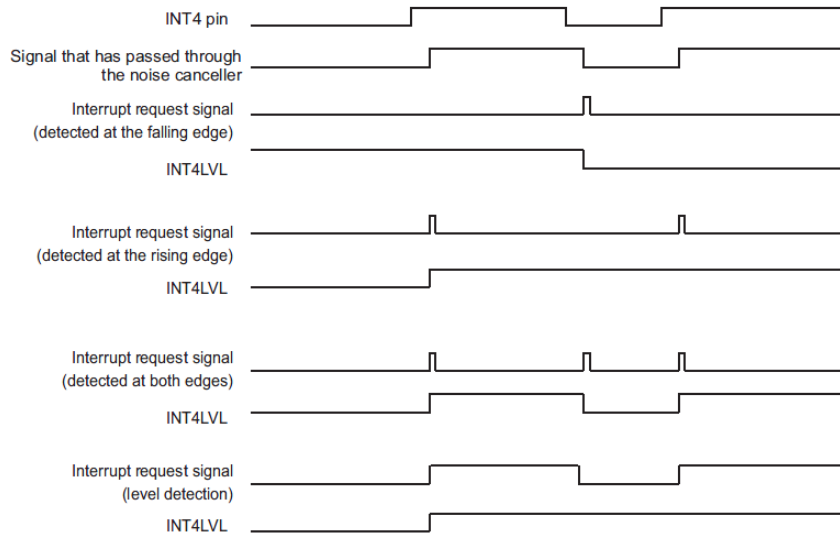 INT4 pin
Signal that has passed through
the noise canceller
Interrupt request signal
(detected at the falling edge)
INT4LVL
Interrupt request signal
(detected at the rising edge)
INT4LVL
Interrupt request signal
(detected at both edges)
INT4LVL
Interrupt request signal
(level detection)
INT4LVL